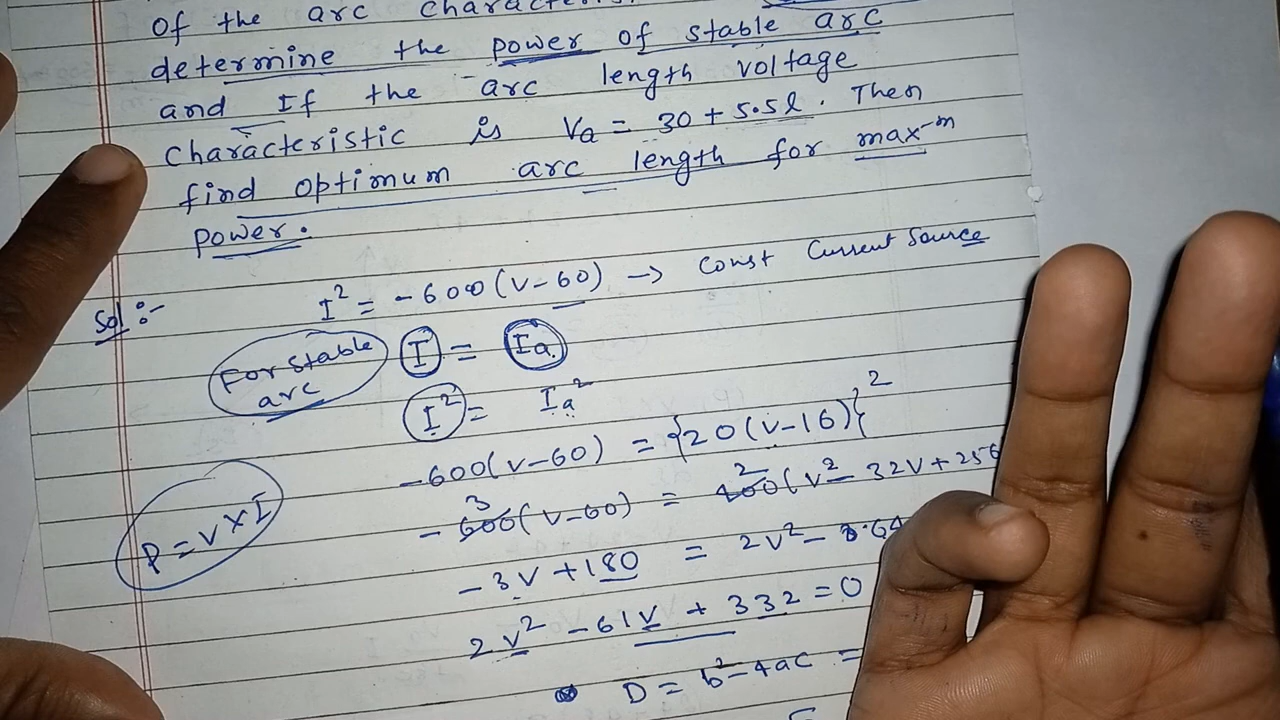 of the arc
determine the power of stable arc
and If the arc length voltage
characteristic is Va = 30 + 5.5l. Then
find optimum arc length for max-m
power.
Sol:- I² = -600(V-60) → Const Current Source
For stable arc I = Ia
I² = Ia²
-600(V-60) = {20(V-16)}²
P = V×I
-600(V-60) = 400(V²-32V+256
3 2
-3V+180 = 2V² -
2V² -61V + 332 = 0
D = b²-4ac =